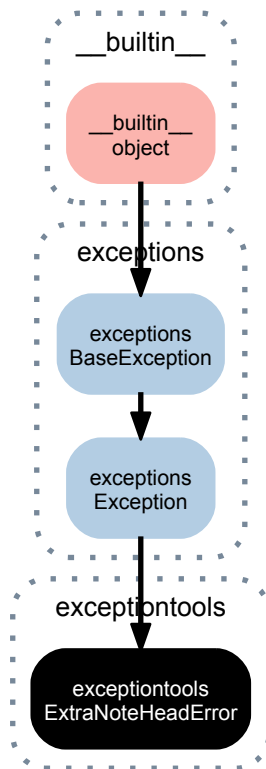 __builtin__
__builtin__
object
exceptions
exceptions
BaseException
exceptions
Exception
exceptiontools
exceptiontools
ExtraNoteHeadError